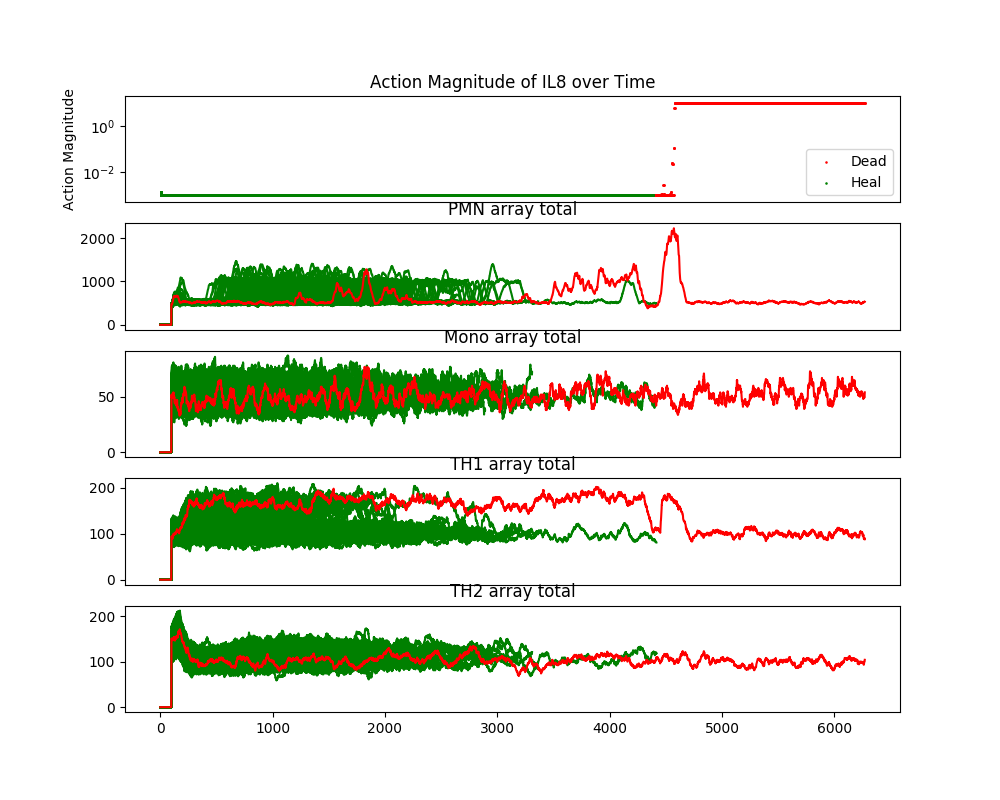 Action Magnitude of IL8 over Time
Action Magnitude
10⁰
10⁻²
Dead
Heal
PMN array total
2000
1000
0
Mono array total
50
0
TH1 array total
200
100
0
TH2 array total
200
100
0
0 1000 2000 3000 4000 5000 6000